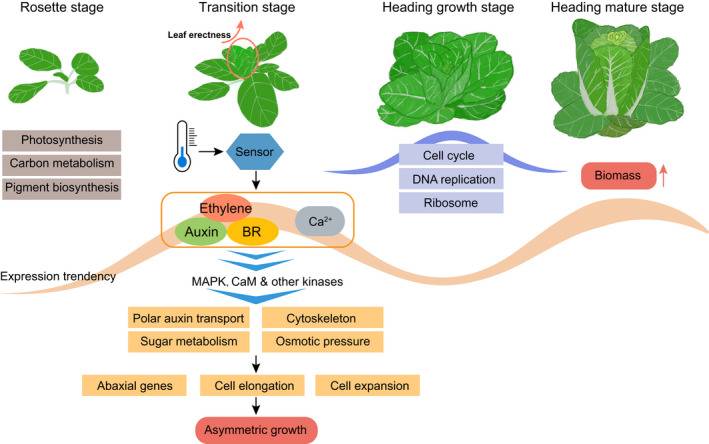 Rosette stage
Transition stage
Heading growth stage
Heading mature stage
Leaf erectness
Photosynthesis
Carbon metabolism
Pigment biosynthesis
Sensor
Cell cycle
DNA replication
Ribosome
Biomass
Ethylene
Auxin
BR
Ca²⁺
Expression trendency
MAPK, CaM & other kinases
Polar auxin transport
Cytoskeleton
Sugar metabolism
Osmotic pressure
Abaxial genes
Cell elongation
Cell expansion
Asymmetric growth